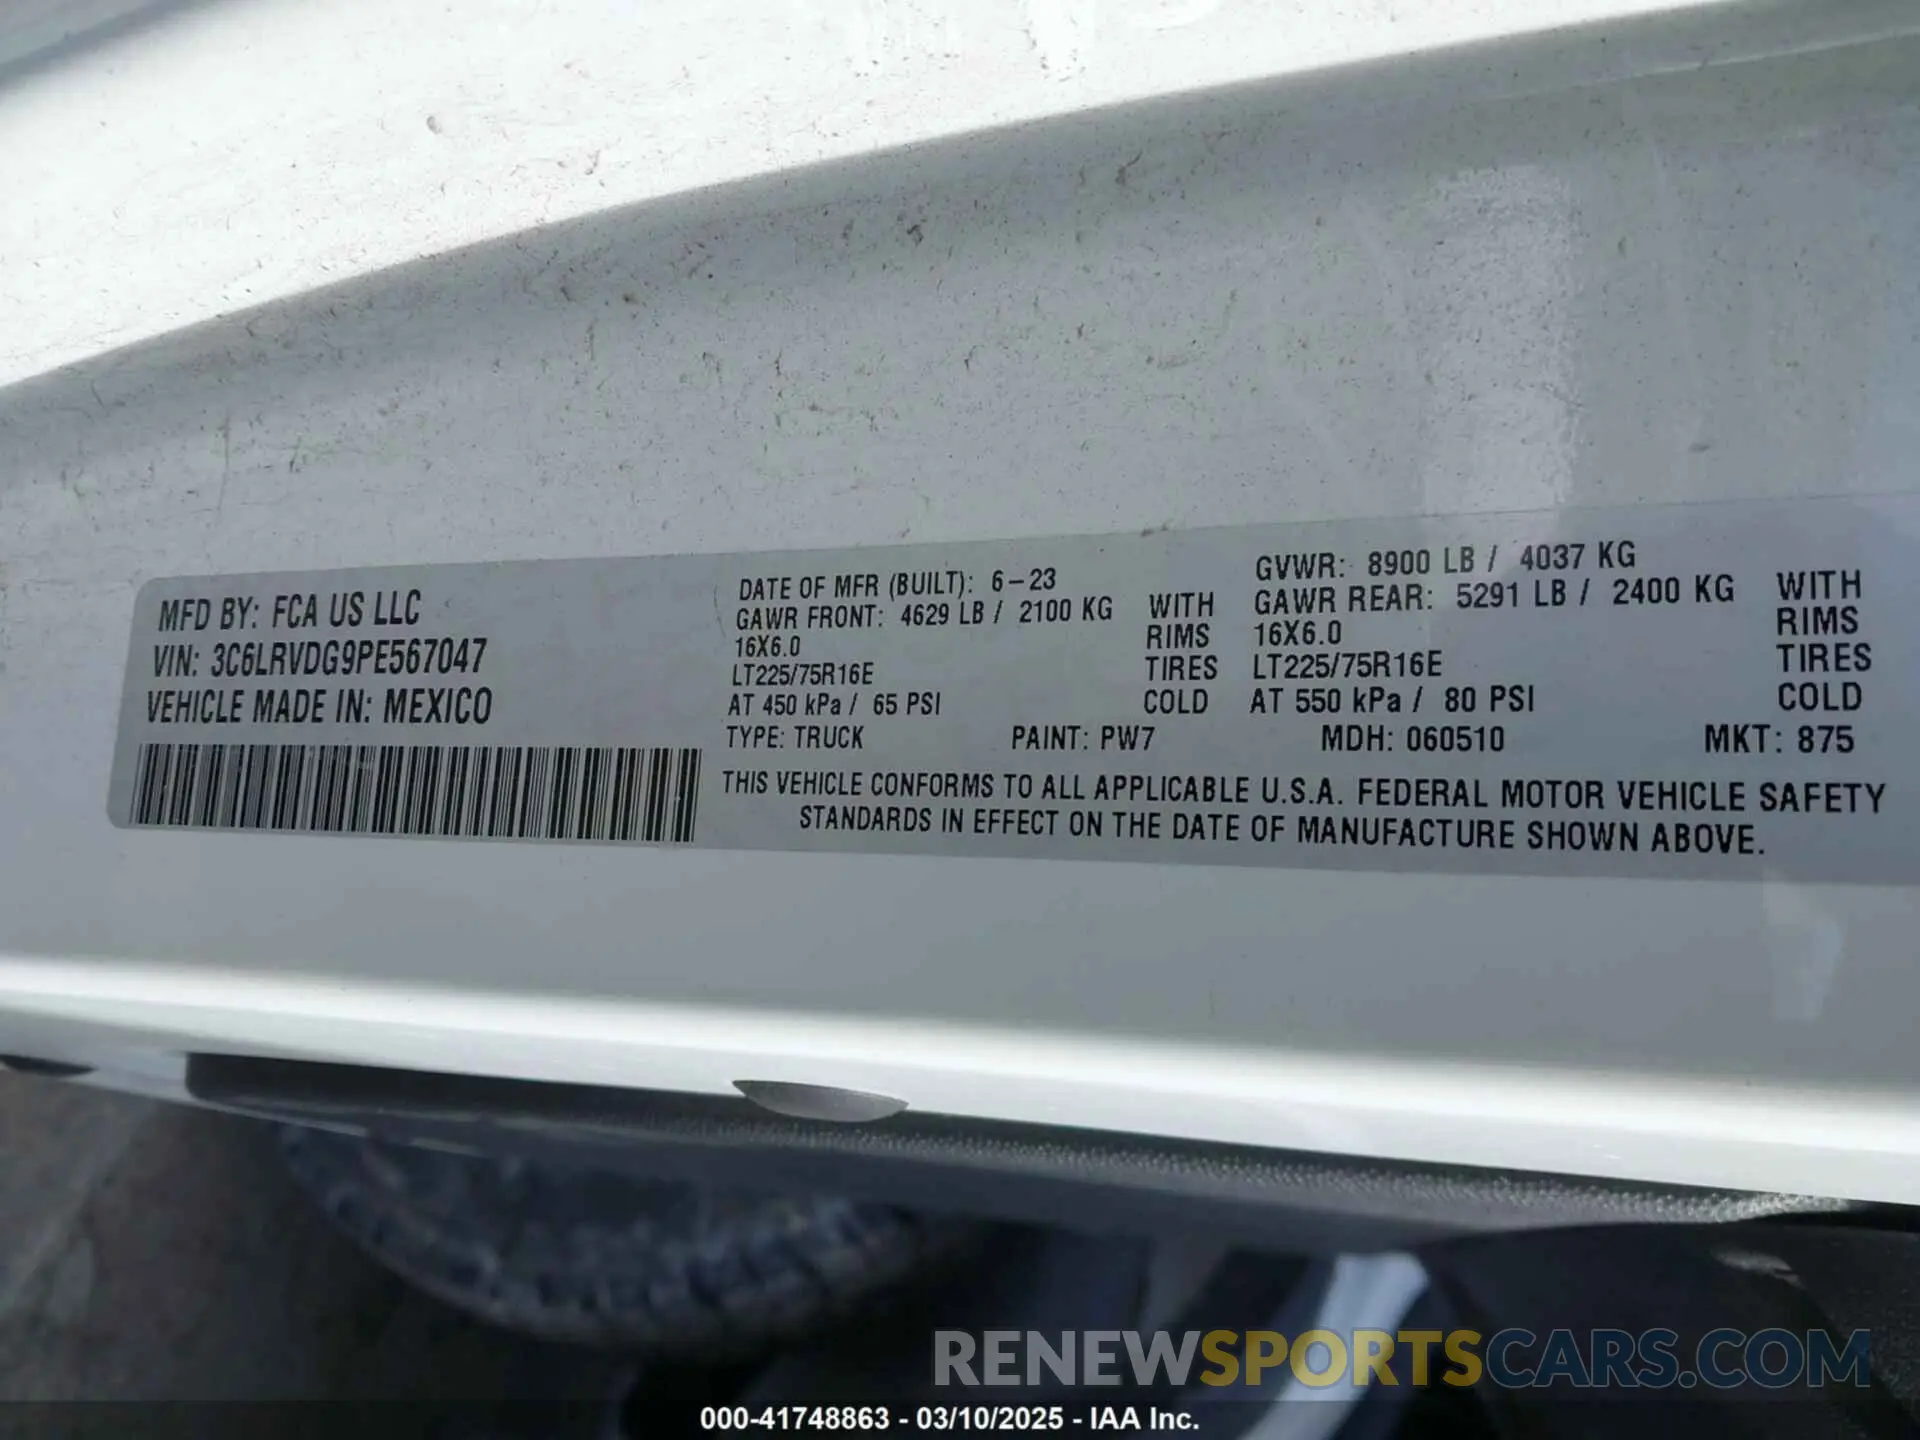 MFD BY: FCA US LLC
VIN: 3C6LRVDG9PE567047
VEHICLE MADE IN: MEXICO
DATE OF MFR (BUILT): 6-23
GAWR FRONT: 4629 LB / 2100 KG WITH
16X6.0 RIMS
LT225/75R16E TIRES
AT 450 kPa / 65 PSI COLD
GVWR: 8900 LB / 4037 KG
GAWR REAR: 5291 LB / 2400 KG WITH
16X6.0 RIMS
LT225/75R16E TIRES
AT 550 kPa / 80 PSI COLD
TYPE: TRUCK PAINT: PW7 MDH: 060510 MKT: 875
THIS VEHICLE CONFORMS TO ALL APPLICABLE U.S.A. FEDERAL MOTOR VEHICLE SAFETY
STANDARDS IN EFFECT ON THE DATE OF MANUFACTURE SHOWN ABOVE.
RENEWSPORTSCARS.COM
000-41748863 - 03/10/2025 - IAA Inc.